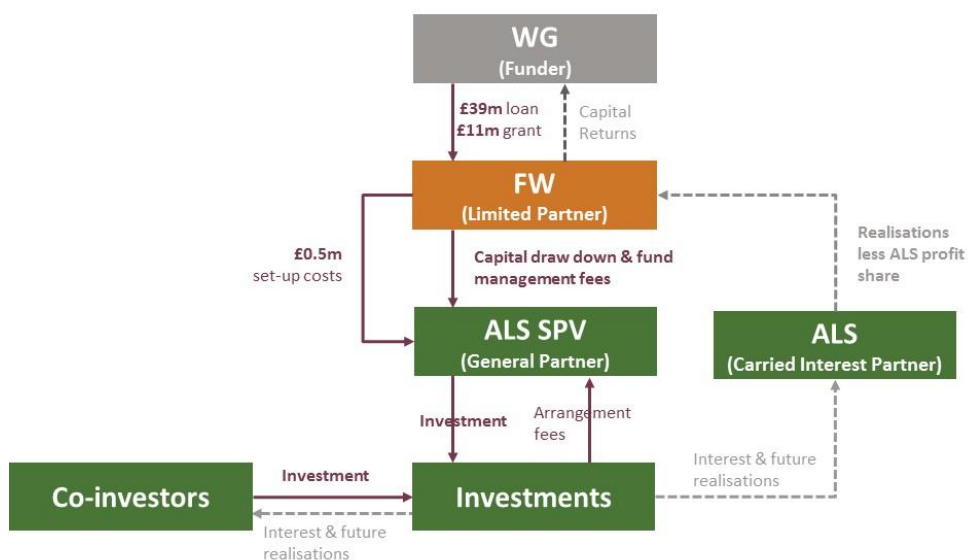 WG
(Funder)
£39m loan
£11m grant
Capital
Returns
FW
(Limited Partner)
£0.5m
set-up costs
Capital draw down & fund
management fees
Realisations
less ALS profit
share
ALS SPV
(General Partner)
ALS
(Carried Interest Partner)
Investment
Arrangement
fees
Interest & future
realisations
Co-investors
Investment
Investments
Interest & future
realisations